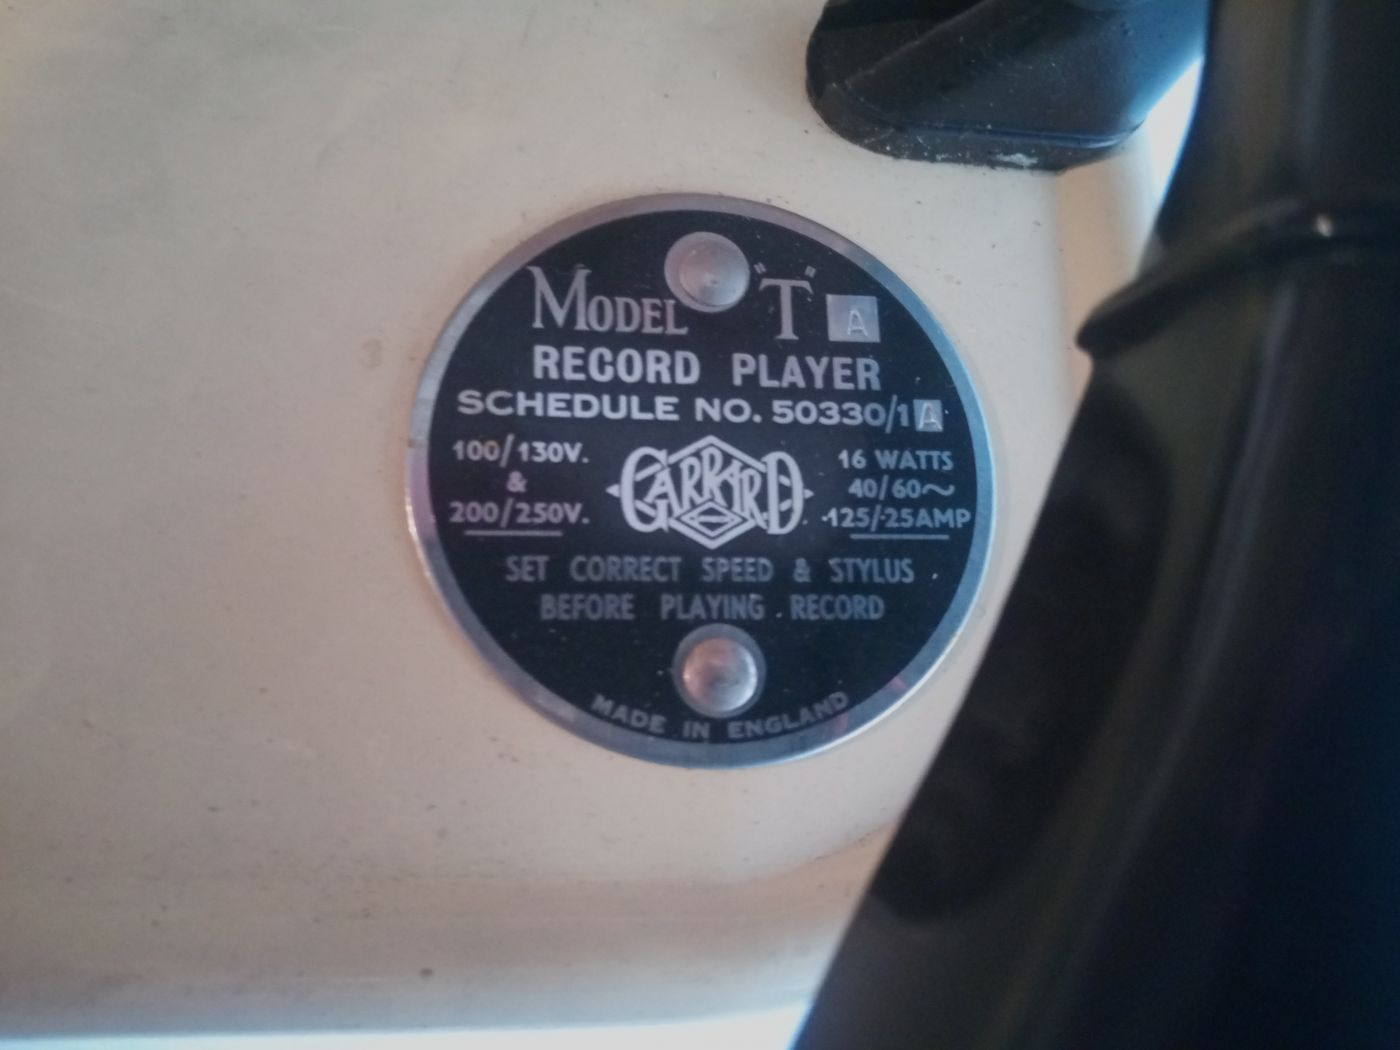 MODEL "T" A
RECORD PLAYER
SCHEDULE NO. 50330/1 A
100/130V.
&
200/250V.
GARRARD
16 WATTS
40/60~
·125/·25AMP
SET CORRECT SPEED & STYLUS
BEFORE PLAYING RECORD
MADE IN ENGLAND